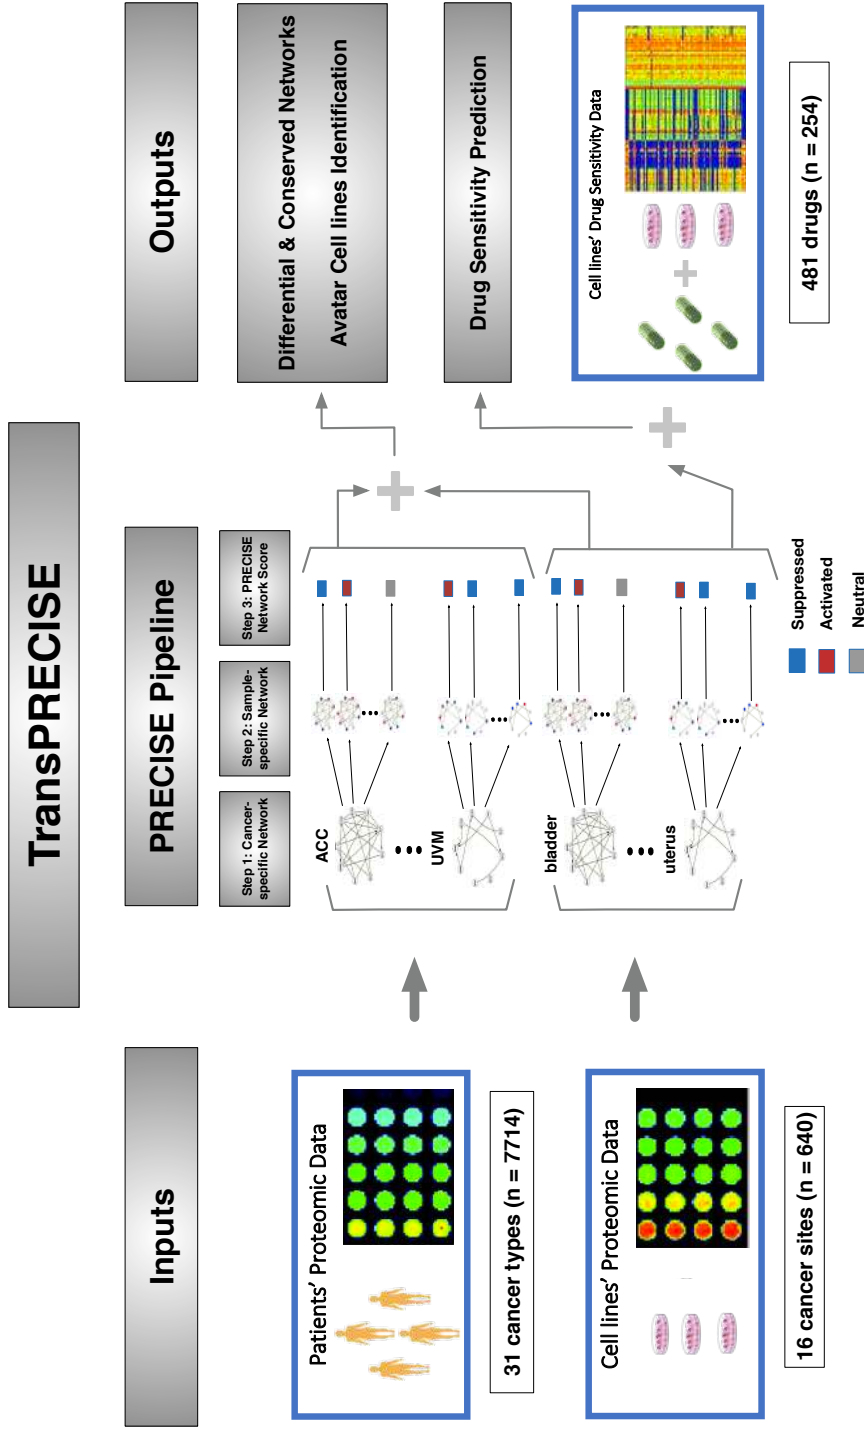 TransPRECISE
Inputs
PRECISE Pipeline
Outputs
Patients' Proteomic Data
31 cancer types (n = 7714)
Cell lines' Proteomic Data
16 cancer sites (n = 640)
Step 1: Cancer-
specific Network
Step 2: Sample-
specific Network
Step 3: PRECISE
Network Score
ACC
UVM
bladder
uterus
Suppressed
Activated
Neutral
Differential & Conserved Networks
Avatar Cell lines Identification
Drug Sensitivity Prediction
Cell lines' Drug Sensitivity Data
481 drugs (n = 254)